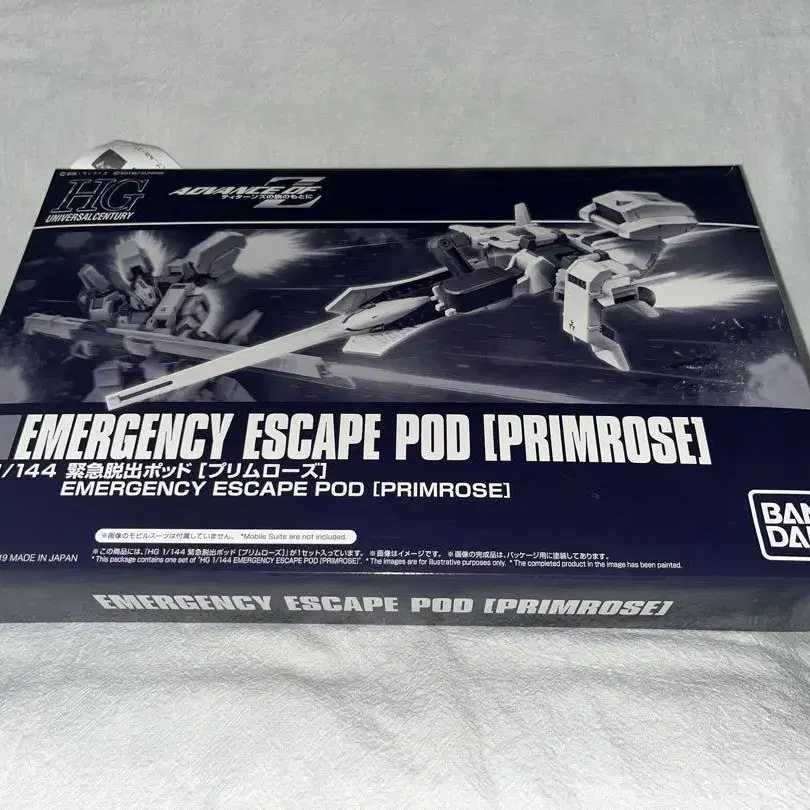 HG
UNIVERSAL CENTURY
ADVANCE OF Z
ティターンズの旗のもとに
EMERGENCY ESCAPE POD [PRIMROSE]
1/144 緊急脱出ポッド [プリムローズ]
EMERGENCY ESCAPE POD [PRIMROSE]
※画像のモビルスーツは付属していません。 *Mobile Suits are not included.
※この商品には、「HG 1/144 緊急脱出ポッド [プリムローズ]」が1セット入っています。 ※画像はイメージです。 ※画像の完成品は、パッケージ用に塗装してあります。
* This package contains one set of "HG 1/144 EMERGENCY ESCAPE POD [PRIMROSE]". * The images are for illustrative purposes only. * The completed product in the image has been painted.
19 MADE IN JAPAN
BAN
DAI
EMERGENCY ESCAPE POD [PRIMROSE]